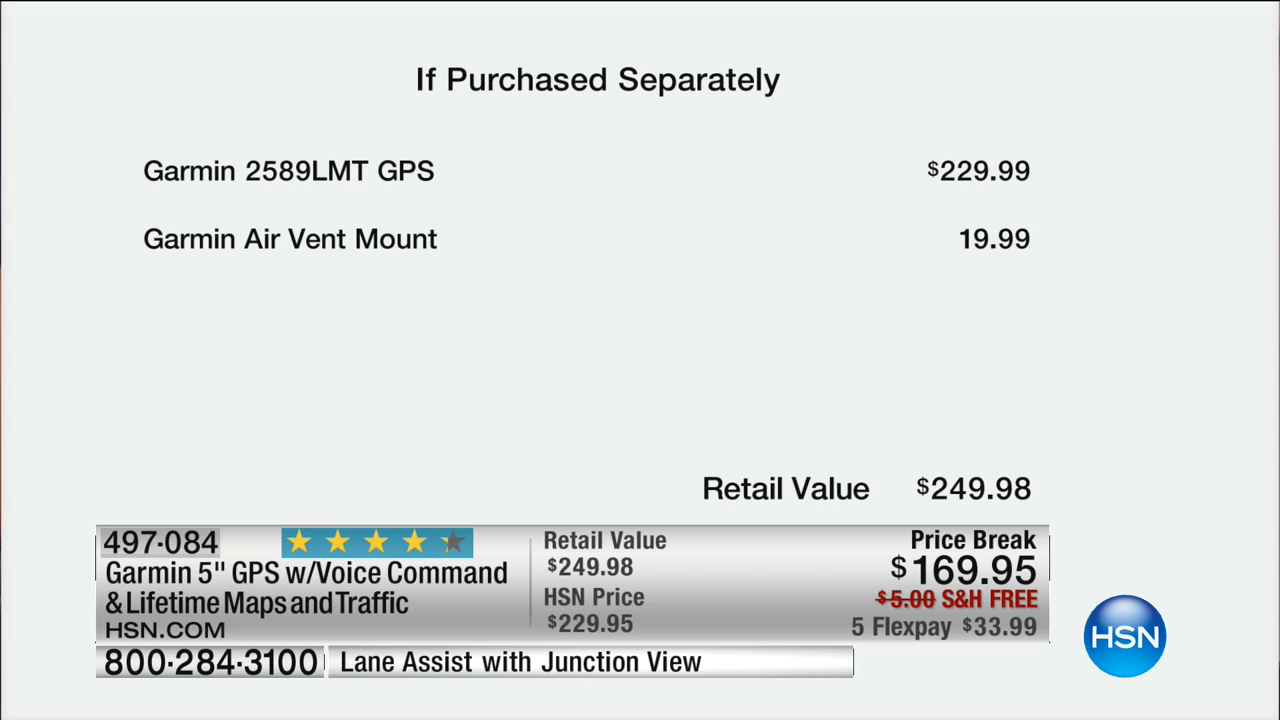 If Purchased Separately
Garmin 2589LMT GPS $229.99
Garmin Air Vent Mount 19.99
Retail Value $249.98
497-084
Garmin 5" GPS w/Voice Command
& Lifetime Maps and Traffic
HSN.COM
Retail Value
$249.98
HSN Price
$229.95
Price Break
$169.95
$5.00 S&H FREE
5 Flexpay $33.99
HSN
800·284·3100 Lane Assist with Junction View